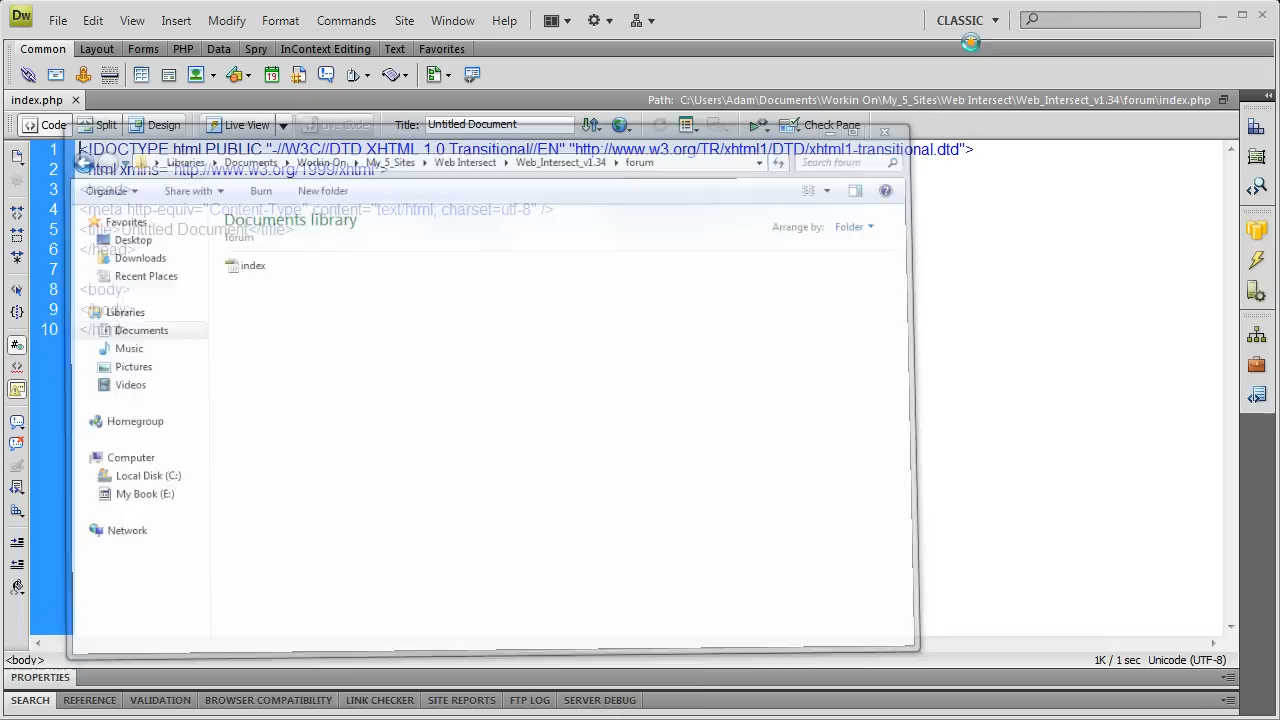 Dw File Edit View Insert Modify Format Commands Site Window Help CLASSIC
Common Layout Forms PHP Data Spry InContext Editing Text Favorites
index.php Path: C:\Users\Adam\Documents\Workin On\My_5_Sites\Web Intersect\Web_Intersect_v1.34\forum\index.php
Code Split Design Live View Live Code Title: Untitled Document Check Page
1 <!DOCTYPE html PUBLIC "-//W3C//DTD XHTML 1.0 Transitional//EN" "http://www.w3.org/TR/xhtml1/DTD/xhtml1-transitional.dtd">
Libraries Documents Workin On My_5_Sites Web Intersect Web_Intersect_v1.34 forum Search forum
2 <html xmlns="http://www.w3.org/1999/xhtml">
3 <head>
Organize Share with Burn New folder
4 <meta http-equiv="Content-Type" content="text/html; charset=utf-8" />
Favorites Documents library Arrange by: Folder
5 <title>Untitled Document</title>
Desktop forum
6 </head>
Downloads
7
Recent Places index
8 <body>
9 </body>
Libraries
10 </html>
Documents
Music
Pictures
Videos
Homegroup
Computer
Local Disk (C:)
My Book (E:)
Network
<body> 1K / 1 sec Unicode (UTF-8)
PROPERTIES
SEARCH REFERENCE VALIDATION BROWSER COMPATIBILITY LINK CHECKER SITE REPORTS FTP LOG SERVER DEBUG